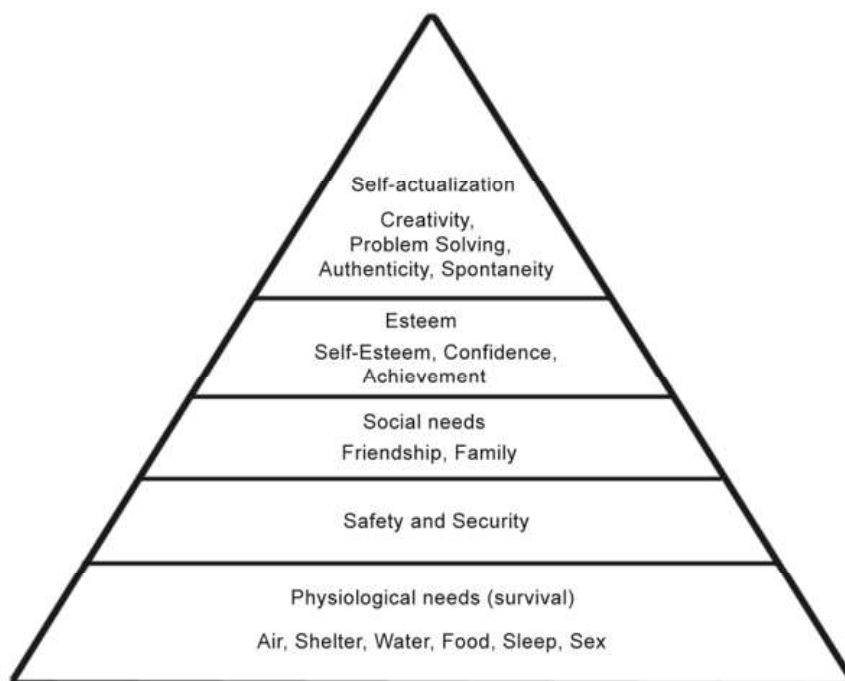 Self-actualization
Creativity,
Problem Solving,
Authenticity, Spontaneity
Esteem
Self-Esteem, Confidence,
Achievement
Social needs
Friendship, Family
Safety and Security
Physiological needs (survival)
Air, Shelter, Water, Food, Sleep, Sex